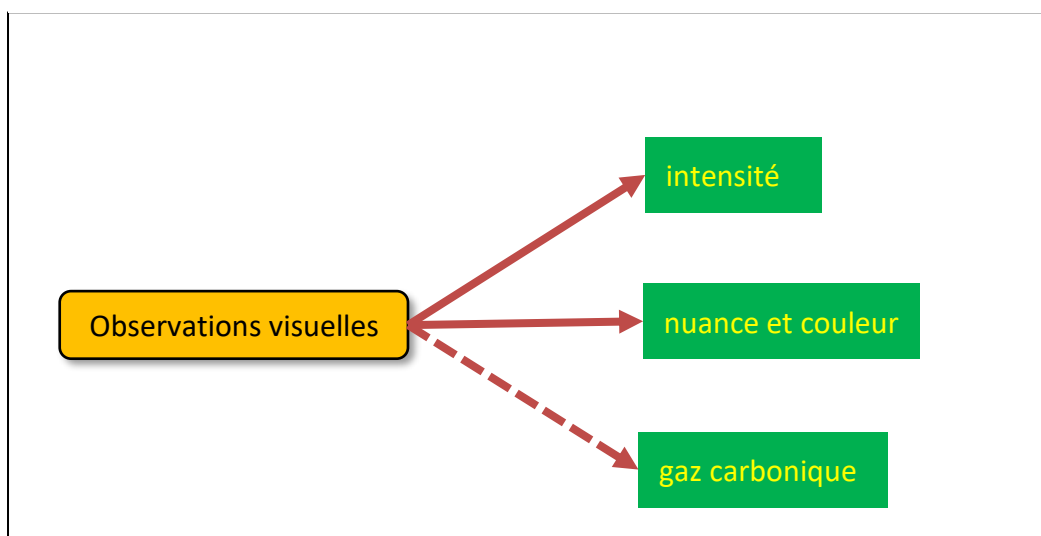 intensité
Observations visuelles
nuance et couleur
gaz carbonique